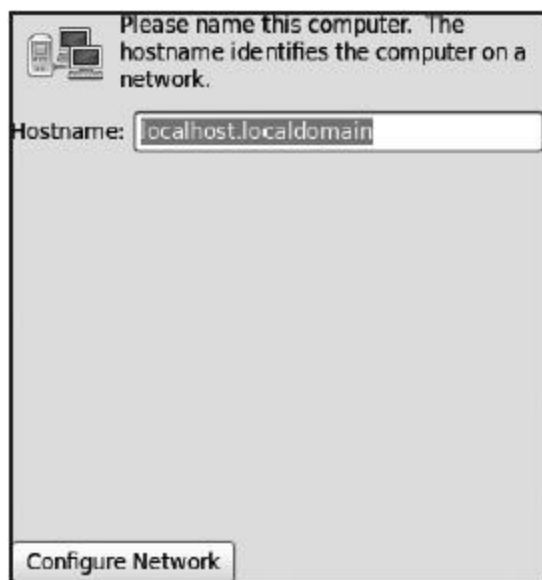 Please name this computer. The
hostname identifies the computer on a
network.
Hostname: localhost.localdomain
Configure Network